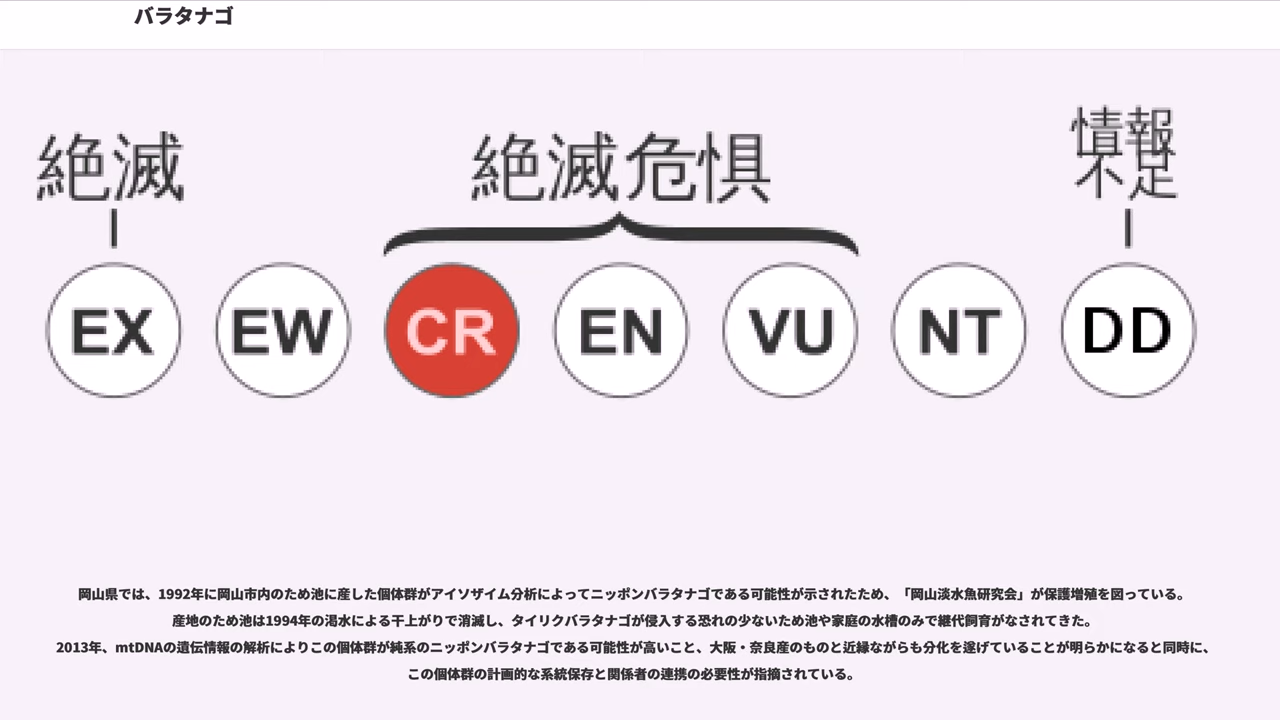 バラタナゴ
絶滅
絶滅危惧
情報
不足
EX EW CR EN VU NT DD
岡山県では、1992年に岡山市内のため池に産した個体群がアイソザイム分析によってニッポンバラタナゴである可能性が示されたため、「岡山淡水魚研究会」が保護増殖を図っている。
産地のため池は1994年の渇水による干上がりで消滅し、タイリクバラタナゴが侵入する恐れの少ないため池や家庭の水槽のみで継代飼育がなされてきた。
2013年、mtDNAの遺伝情報の解析によりこの個体群が純系のニッポンバラタナゴである可能性が高いこと、大阪・奈良産のものと近縁ながらも分化を遂げていることが明らかになると同時に、
この個体群の計画的な系統保存と関係者の連携の必要性が指摘されている。